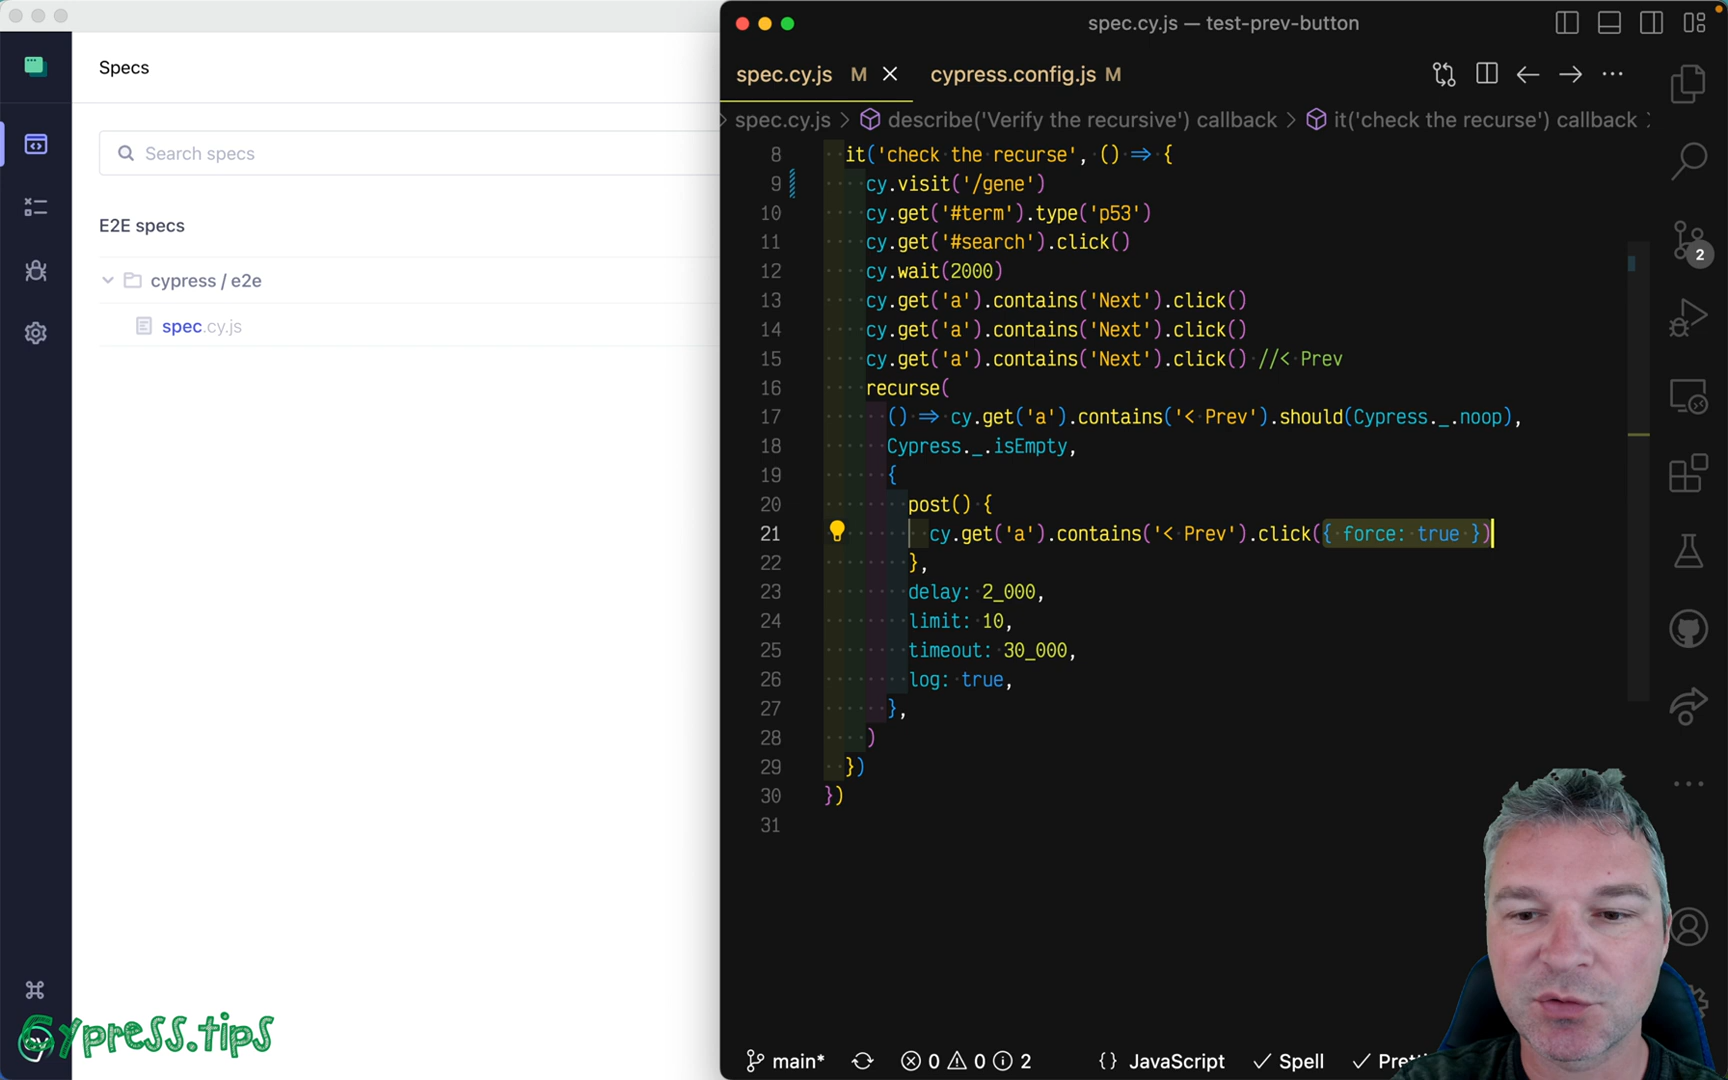 Specs
Search specs
E2E specs
cypress / e2e
spec.cy.js
Cypress.tips
spec.cy.js — test-prev-button
spec.cy.js M
cypress.config.js M
spec.cy.js > describe('Verify the recursive') callback > it('check the recurse') callback
8 it('check the recurse', () => {
9 cy.visit('/gene')
10 cy.get('#term').type('p53')
11 cy.get('#search').click()
12 cy.wait(2000)
13 cy.get('a').contains('Next').click()
14 cy.get('a').contains('Next').click()
15 cy.get('a').contains('Next').click() //< Prev
16 recurse(
17 () => cy.get('a').contains('< Prev').should(Cypress._.noop),
18 Cypress._.isEmpty,
19 {
20 post() {
21 cy.get('a').contains('< Prev').click({ force: true })
22 },
23 delay: 2_000,
24 limit: 10,
25 timeout: 30_000,
26 log: true,
27 },
28 )
29 })
30 })
31
2
main* 0 0 2 {} JavaScript Spell